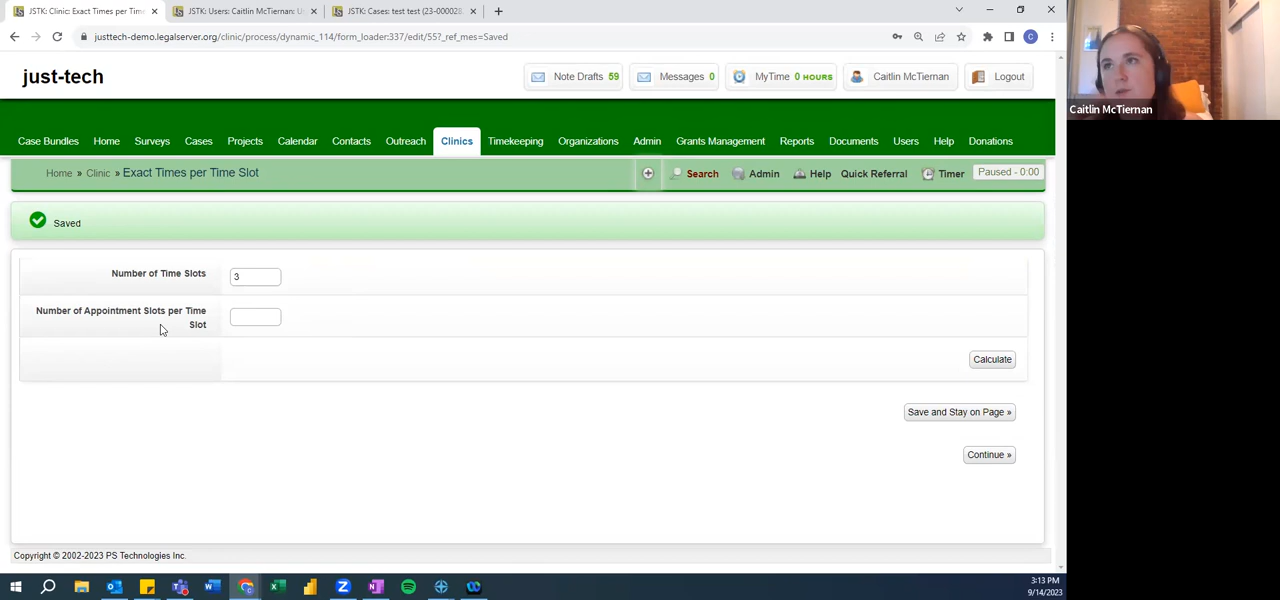 JSTK: Clinic: Exact Times per Tim
JSTK: Users: Caitlin McTiernan: U
JSTK: Cases: test test (23-0000028
justtech-demo.legalserver.org/clinic/process/dynamic_114/form_loader:337/edit/55?_ref_mes=Saved
just-tech
Note Drafts 59
Messages 0
MyTime 0 HOURS
Caitlin McTiernan
Logout
Case Bundles Home Surveys Cases Projects Calendar Contacts Outreach Clinics Timekeeping Organizations Admin Grants Management Reports Documents Users Help Donations
Home » Clinic » Exact Times per Time Slot
Search Admin Help Quick Referral Timer Paused - 0:00
Saved
Number of Time Slots 3
Number of Appointment Slots per Time
Slot
Calculate
Save and Stay on Page »
Continue »
Copyright © 2002-2023 PS Technologies Inc.
3:13 PM
9/14/2023
Caitlin McTiernan